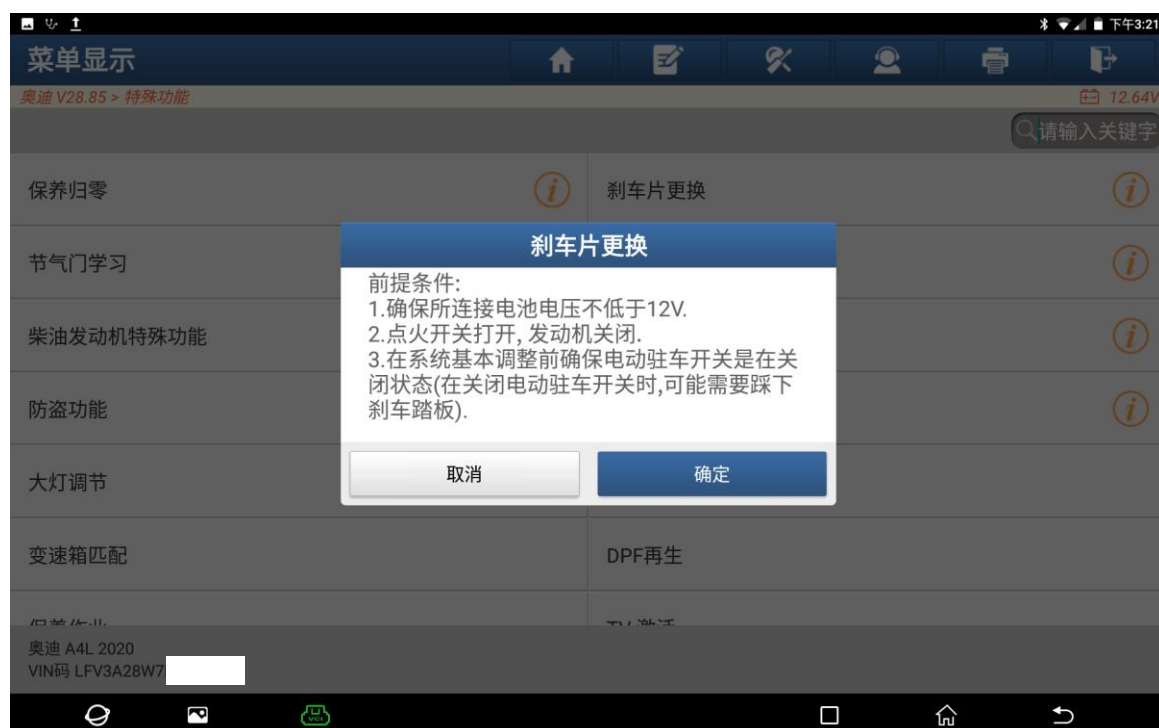 下午3:21
菜单显示
奥迪 V28.85 > 特殊功能
12.64V
请输入关键字
保养归零
刹车片更换
节气门学习
柴油发动机特殊功能
防盗功能
大灯调节
变速箱匹配
DPF再生
刹车片更换
前提条件:
1.确保所连接电池电压不低于12V.
2.点火开关打开, 发动机关闭.
3.在系统基本调整前确保电动驻车开关是在关
闭状态(在关闭电动驻车开关时,可能需要踩下
刹车踏板).
取消
确定
奥迪 A4L 2020
VIN码 LFV3A28W7
VCI